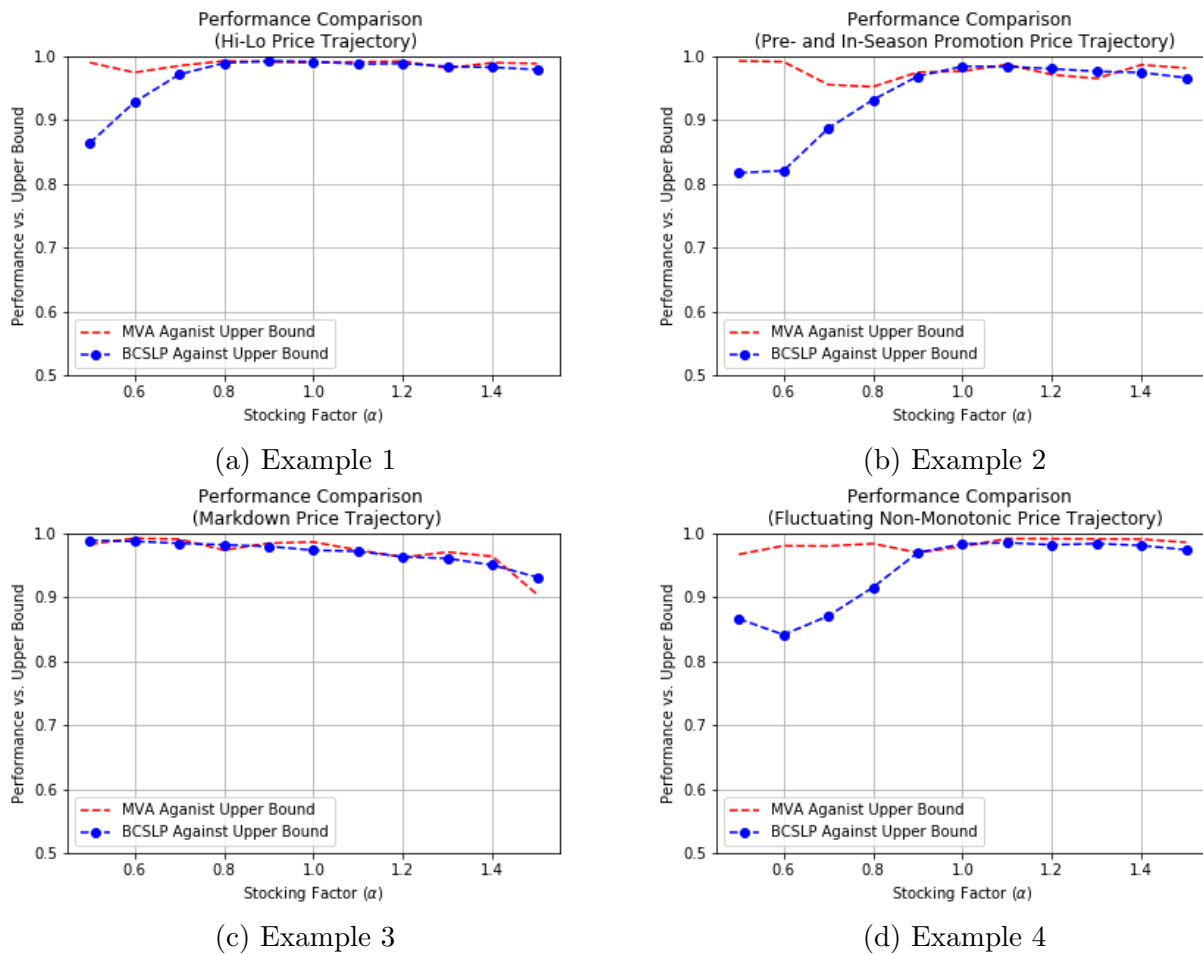 Performance Comparison
(Hi-Lo Price Trajectory)
Performance vs. Upper Bound
1.0
0.9
0.8
0.7
0.6
0.5
MVA Aganist Upper Bound
BCSLP Against Upper Bound
0.6 0.8 1.0 1.2 1.4
Stocking Factor (α)
(a) Example 1
Performance Comparison
(Pre- and In-Season Promotion Price Trajectory)
Performance vs. Upper Bound
1.0
0.9
0.8
0.7
0.6
0.5
MVA Aganist Upper Bound
BCSLP Against Upper Bound
0.6 0.8 1.0 1.2 1.4
Stocking Factor (α)
(b) Example 2
Performance Comparison
(Markdown Price Trajectory)
Performance vs. Upper Bound
1.0
0.9
0.8
0.7
0.6
0.5
MVA Aganist Upper Bound
BCSLP Against Upper Bound
0.6 0.8 1.0 1.2 1.4
Stocking Factor (α)
(c) Example 3
Performance Comparison
(Fluctuating Non-Monotonic Price Trajectory)
Performance vs. Upper Bound
1.0
0.9
0.8
0.7
0.6
0.5
MVA Aganist Upper Bound
BCSLP Against Upper Bound
0.6 0.8 1.0 1.2 1.4
Stocking Factor (α)
(d) Example 4